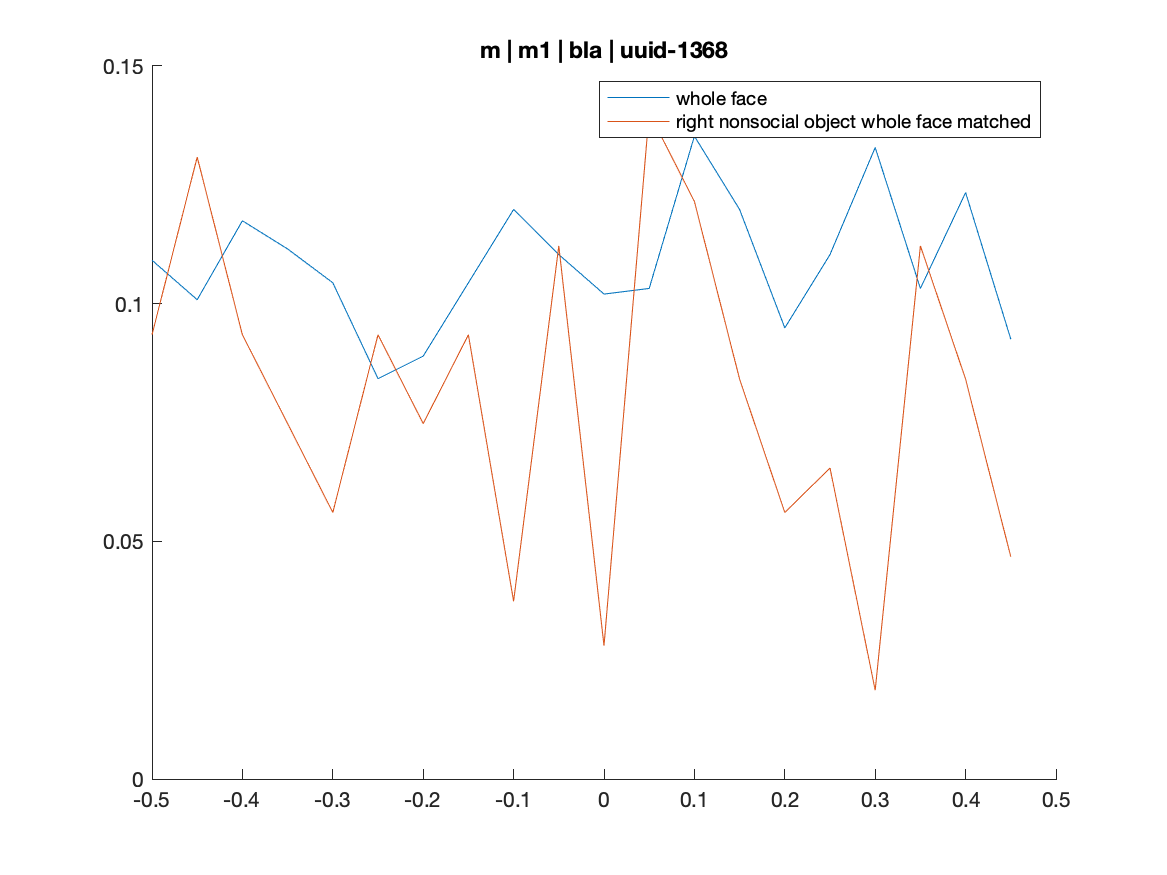 m | m1 | bla | uuid-1368
whole face
right nonsocial object whole face matched
0.15
0.1
0.05
0
-0.5 -0.4 -0.3 -0.2 -0.1 0 0.1 0.2 0.3 0.4 0.5